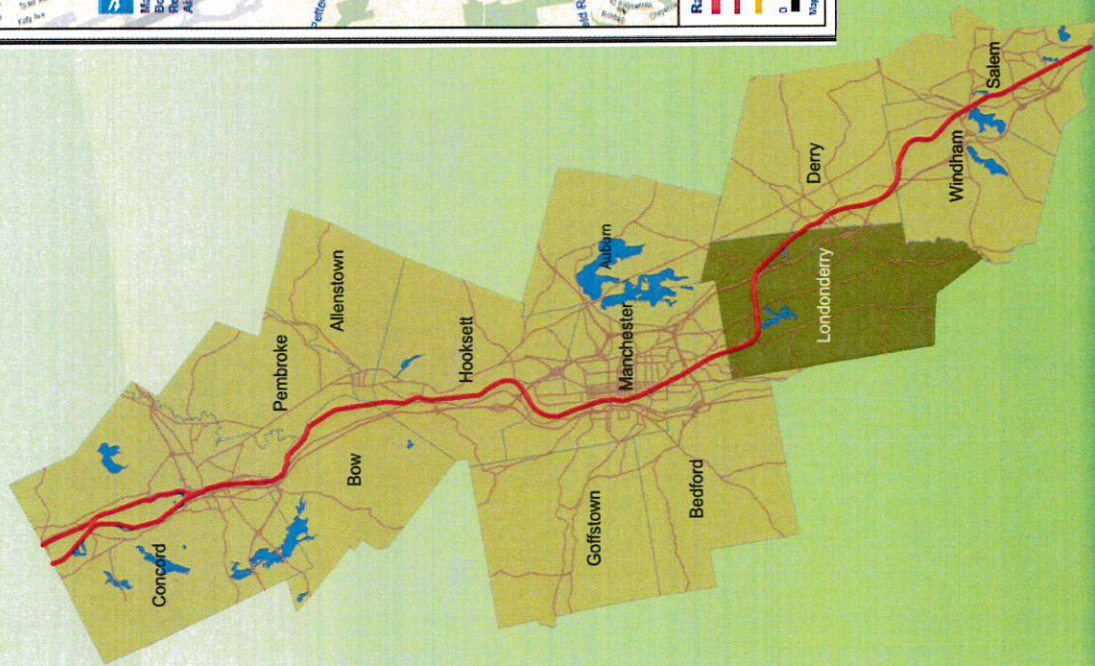 Concord
Pembroke
Allenstown
Bow
Hooksett
Goffstown
Manchester
Auburn
Bedford
Londonderry
Derry
Windham
Salem